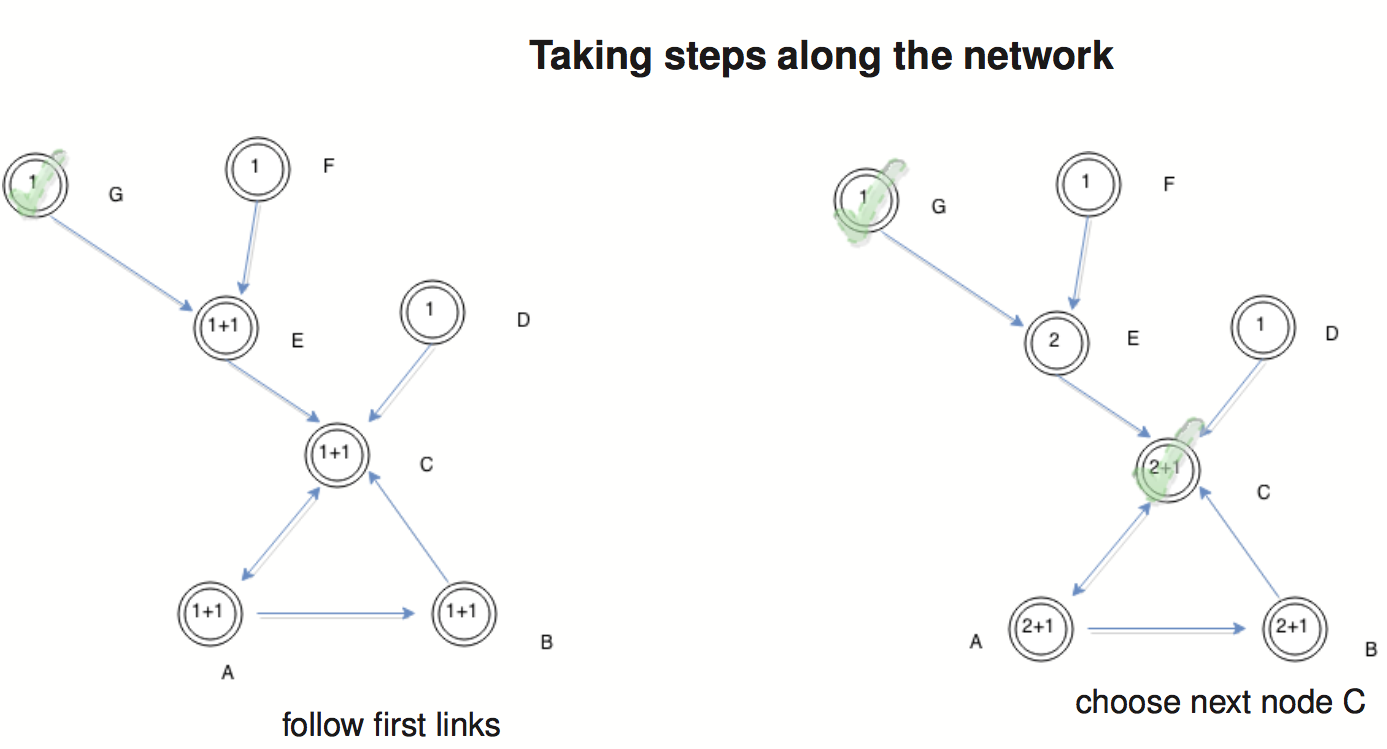 Taking steps along the network
1
G
1
F
1+1
E
1
D
1+1
C
1+1
A
1+1
B
follow first links
1
G
1
F
2
E
1
D
2+1
C
2+1
A
2+1
B
choose next node C